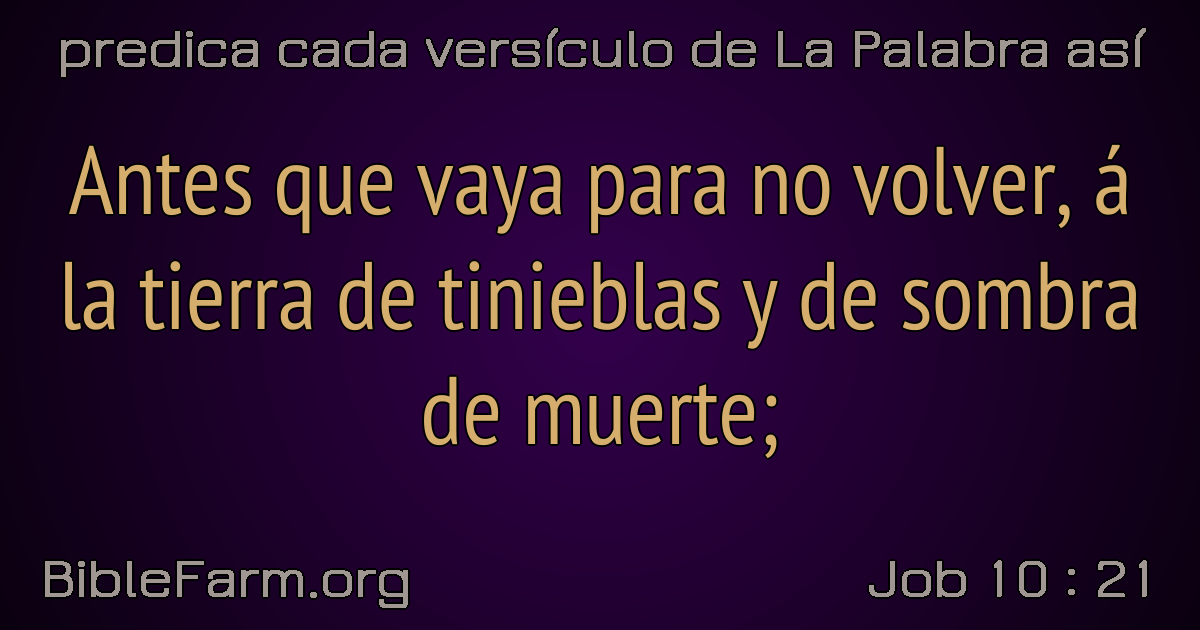 predica cada versículo de La Palabra así
Antes que vaya para no volver, á
la tierra de tinieblas y de sombra
de muerte;
BibleFarm.org
Job 10 : 21